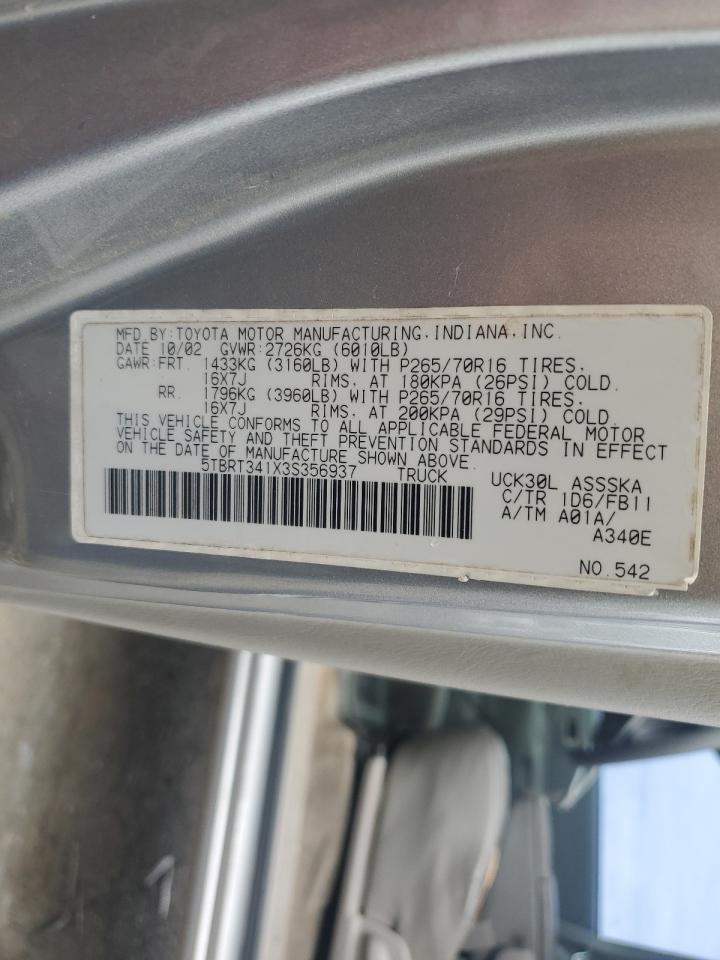 MFD BY:TOYOTA MOTOR MANUFACTURING,INDIANA,INC.
DATE 10/02 GVWR:2726KG (6010LB)
GAWR:FRT. 1433KG (3160LB) WITH P265/70R16 TIRES.
16X7J RIMS. AT 180KPA (26PSI) COLD.
RR. 1796KG (3960LB) WITH P265/70R16 TIRES.
16X7J RIMS. AT 200KPA (29PSI) COLD.
THIS VEHICLE CONFORMS TO ALL APPLICABLE FEDERAL MOTOR
VEHICLE SAFETY AND THEFT PREVENTION STANDARDS IN EFFECT
ON THE DATE OF MANUFACTURE SHOWN ABOVE.
5TBRT341X3S356937 TRUCK
UCK30L ASSSKA
C/TR 1D6/FB11
A/TM A01A/
A340E
NO.542